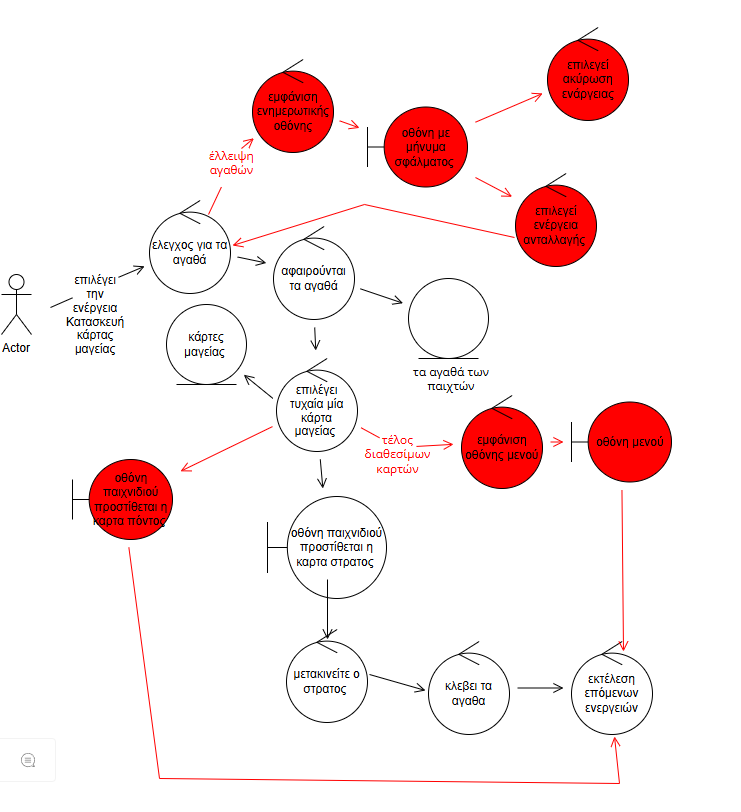 επιλεγεί
ακύρωση
ενάργειας
εμφάνιση
ενημερωτικής
οθόνης
οθόνη με
μήνυμα
σφάλματος
έλλειψη
αγαθών
επιλεγεί
ενέργεια
ανταλλαγής
ελεγχος για τα
αγαθά
αφαιρούνται
τα αγαθά
επιλέγει
την
ενέργεια
Κατασκευή
κάρτας
μαγείας
Actor
κάρτες
μαγείας
τα αγαθά των
παιχτών
επιλέγει
τυχαία μία
κάρτα
μαγείας
τέλος
διαθεσίμων
καρτών
εμφάνιση
οθόνης μενού
οθόνη μενού
οθόνη
παιχνιδιού
προστίθεται η
καρτα πόντος
οθόνη παιχνιδιού
προστίθεται η
καρτα στρατος
μετακινείτε ο
στρατος
κλεβει τα
αγαθα
εκτέλεση
επόμενων
ενεργειών